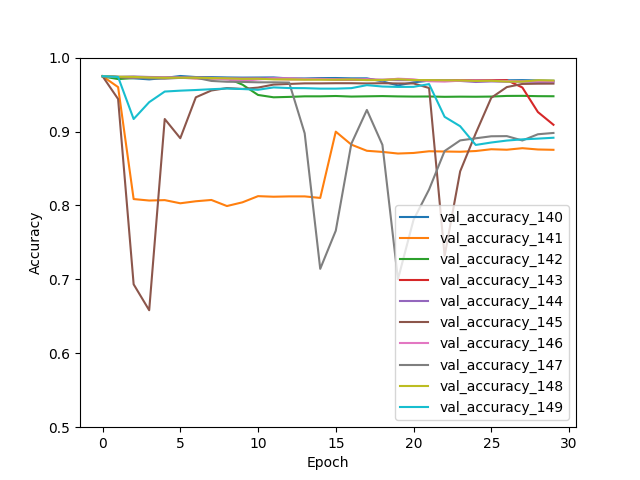 1.0
0.9
0.8
0.7
0.6
0.5
Accuracy
0
5
10
15
20
25
30
Epoch
val_accuracy_140
val_accuracy_141
val_accuracy_142
val_accuracy_143
val_accuracy_144
val_accuracy_145
val_accuracy_146
val_accuracy_147
val_accuracy_148
val_accuracy_149